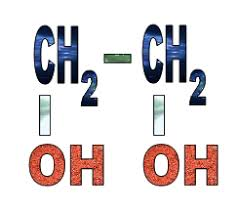 CH2 – CH2
| |
OH OH